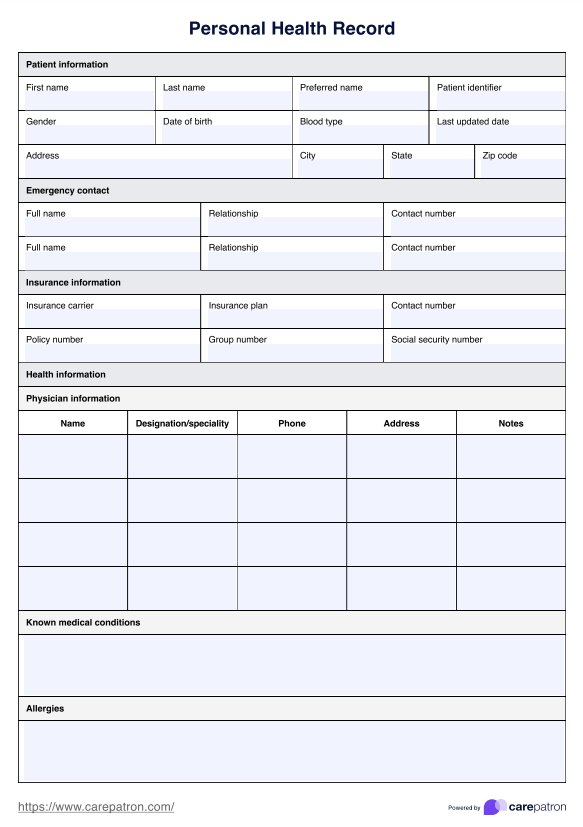 Personal Health Record
Patient information
First name Last name Preferred name Patient identifier
Gender Date of birth Blood type Last updated date
Address City State Zip code
Emergency contact
Full name Relationship Contact number
Full name Relationship Contact number
Insurance information
Insurance carrier Insurance plan Contact number
Policy number Group number Social security number
Health information
Physician information
Name Designation/speciality Phone Address Notes
Known medical conditions
Allergies
https://www.carepatron.com/ Powered by carepatron